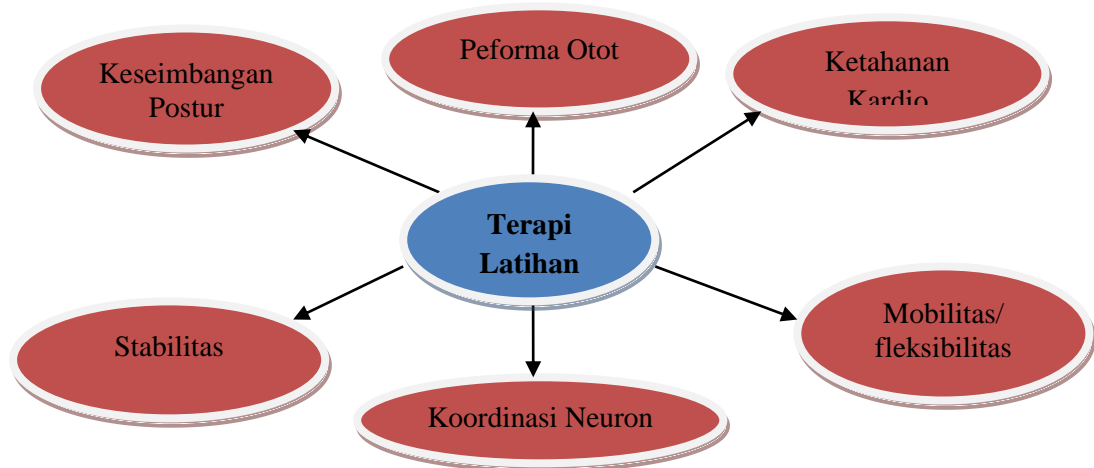 Keseimbangan
Postur
Peforma Otot
Ketahanan
Kardio
Terapi
Latihan
Stabilitas
Koordinasi Neuron
Mobilitas/
fleksibilitas